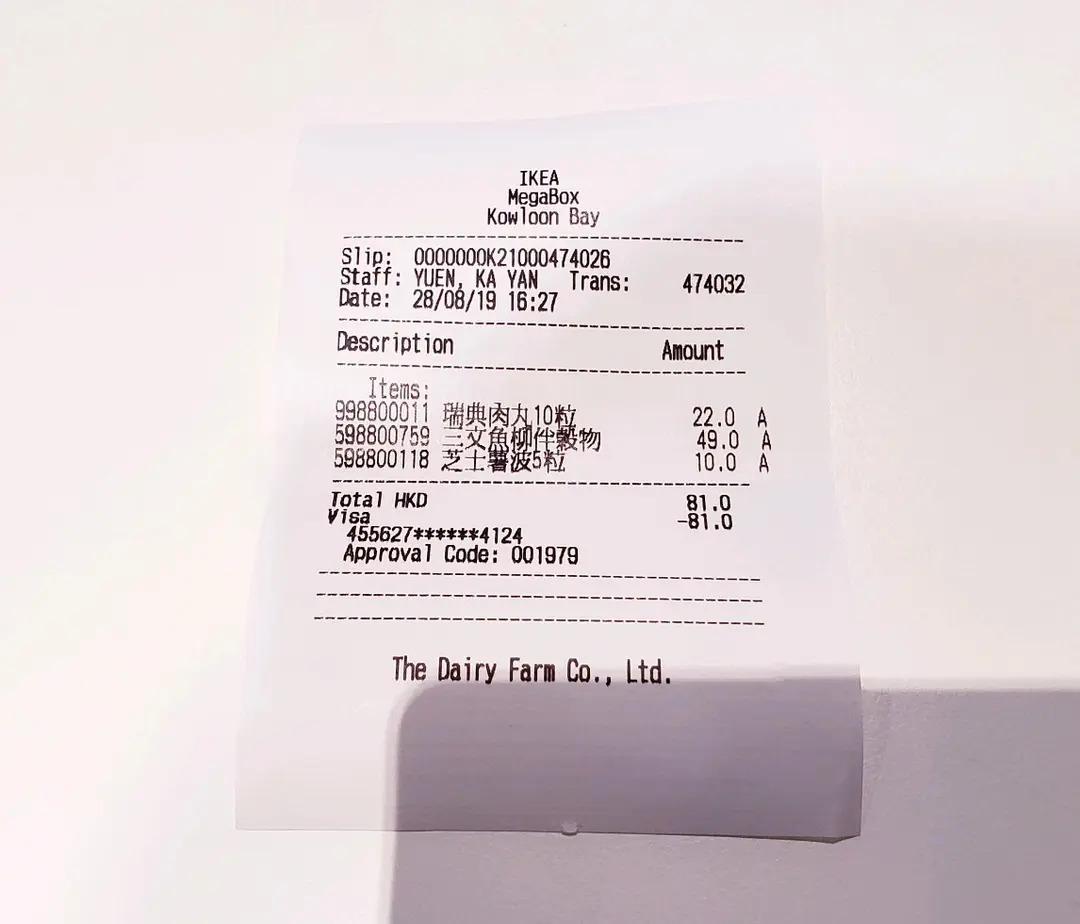 IKEA
MegaBox
Kowloon Bay
Slip: 0000000K21000474026
Staff: YUEN, KA YAN Trans: 474032
Date: 28/08/19 16:27
Description Amount
Items:
998800011 瑞典肉丸10粒 22.0 A
598800759 三文魚柳伴穀物 49.0 A
598800118 芝士薯波5粒 10.0 A
Total HKD 81.0
Visa -81.0
455627******4124
Approval Code: 001979
The Dairy Farm Co., Ltd.